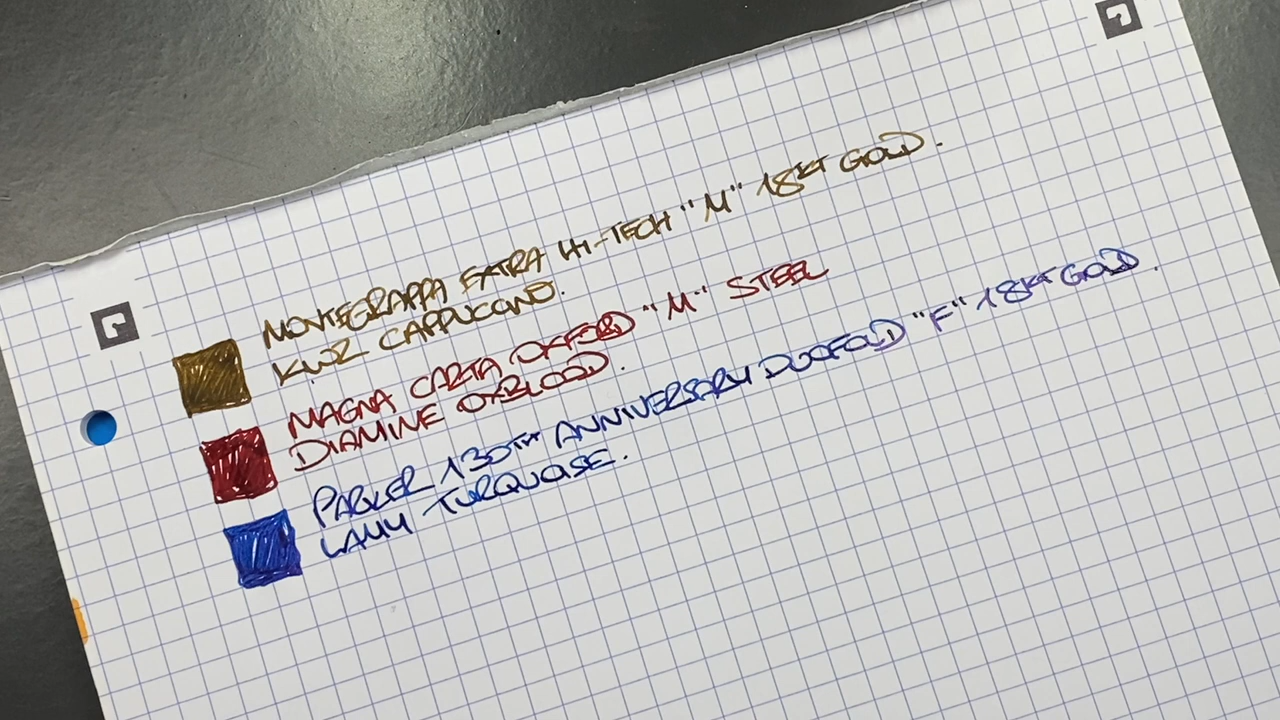 MONTEGRAPPA EXTRA HI-TECH "M" 18KT GOLD.
KWZ CAPPUCCINO.
MAGNA CARTA OXFORD "M" STEEL
DIAMINE OXBLOOD.
PARKER 130TH ANNIVERSARY DUOFOLD "F" 18KT GOLD.
LAMY TURQUOISE.